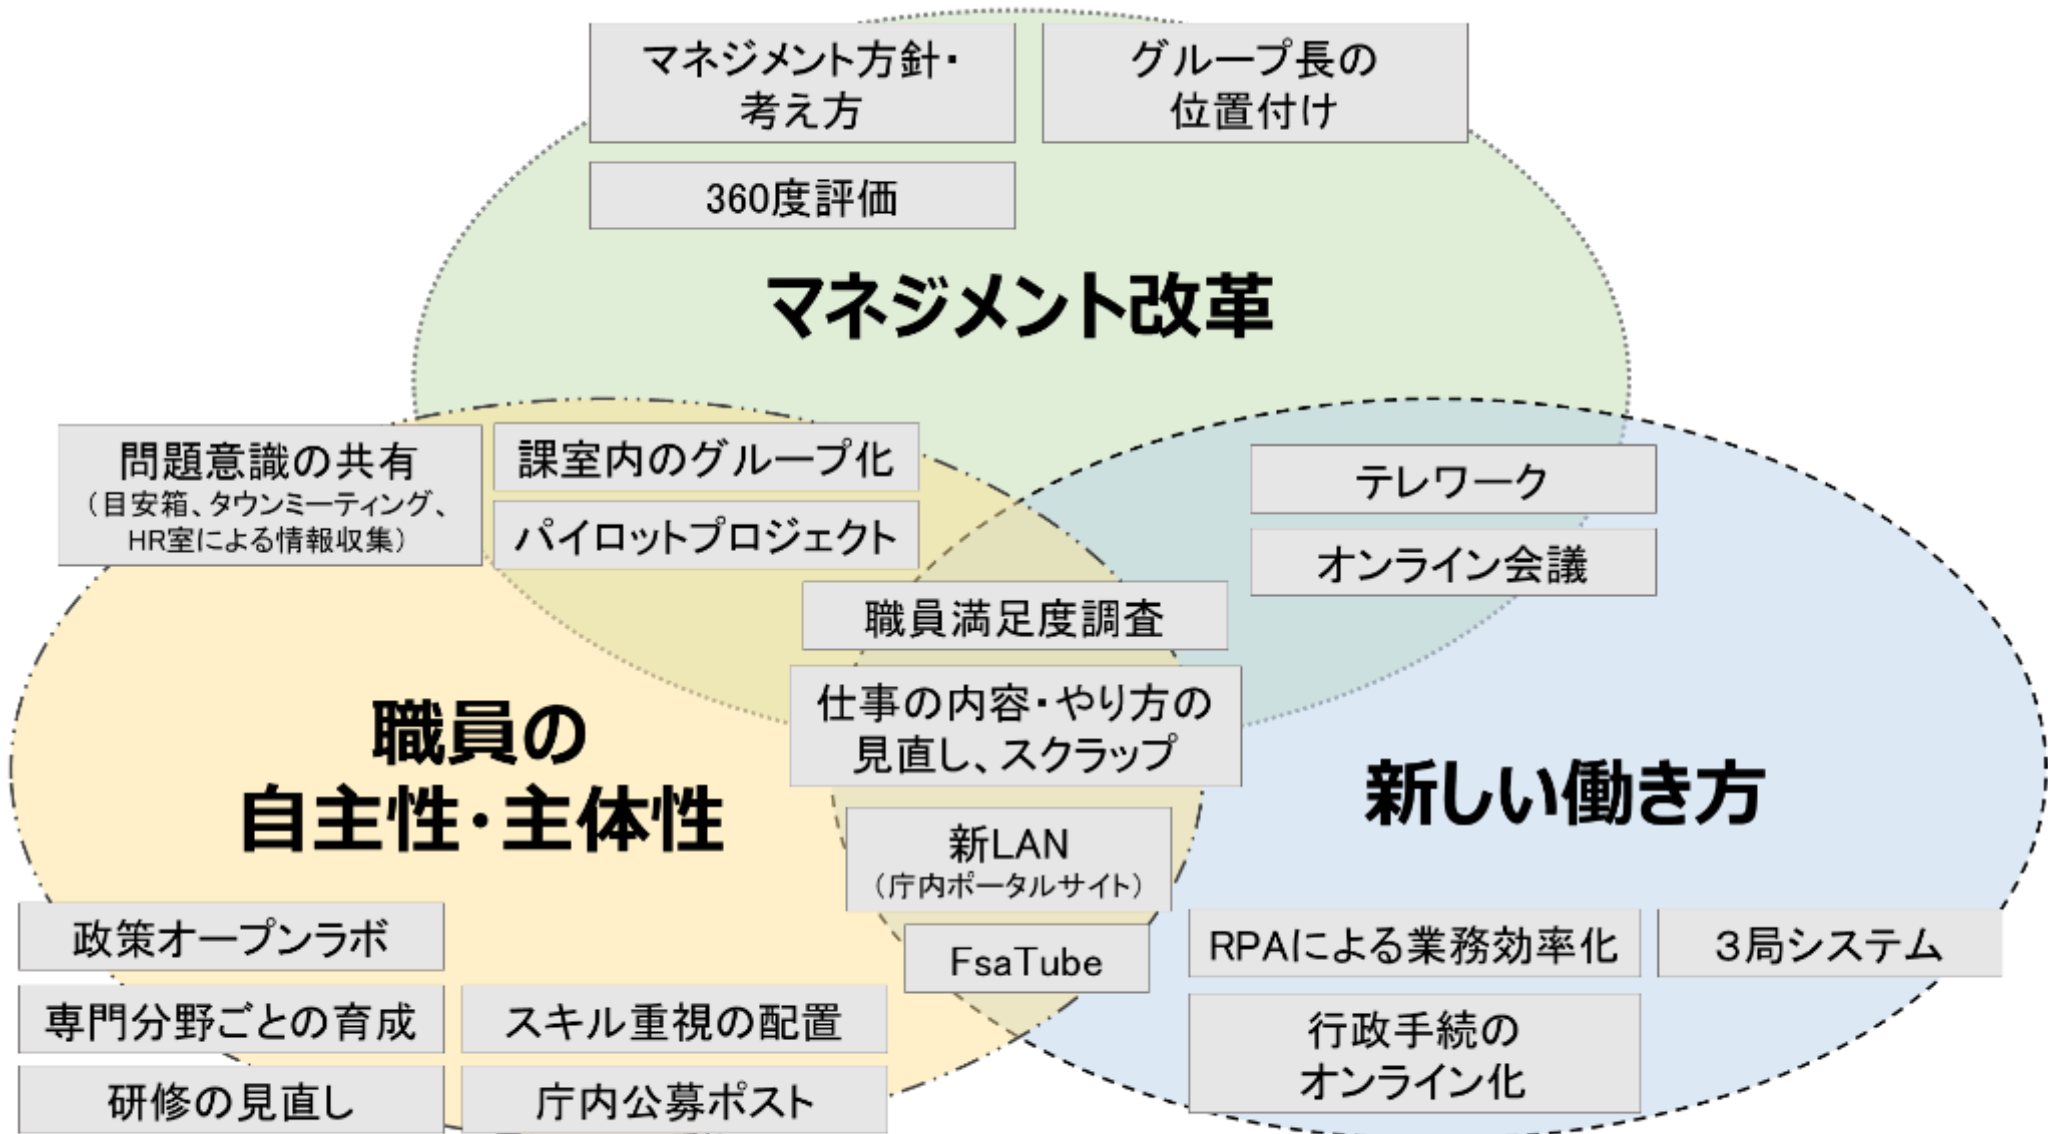 マネジメント方針・
考え方
グループ長の
位置付け
360度評価
マネジメント改革
問題意識の共有
（目安箱、タウンミーティング、
HR室による情報収集）
課室内のグループ化
パイロットプロジェクト
テレワーク
オンライン会議
職員満足度調査
仕事の内容・やり方の
見直し、スクラップ
職員の
自主性・主体性
新しい働き方
新LAN
（庁内ポータルサイト）
FsaTube
政策オープンラボ
専門分野ごとの育成
スキル重視の配置
研修の見直し
庁内公募ポスト
RPAによる業務効率化
３局システム
行政手続の
オンライン化